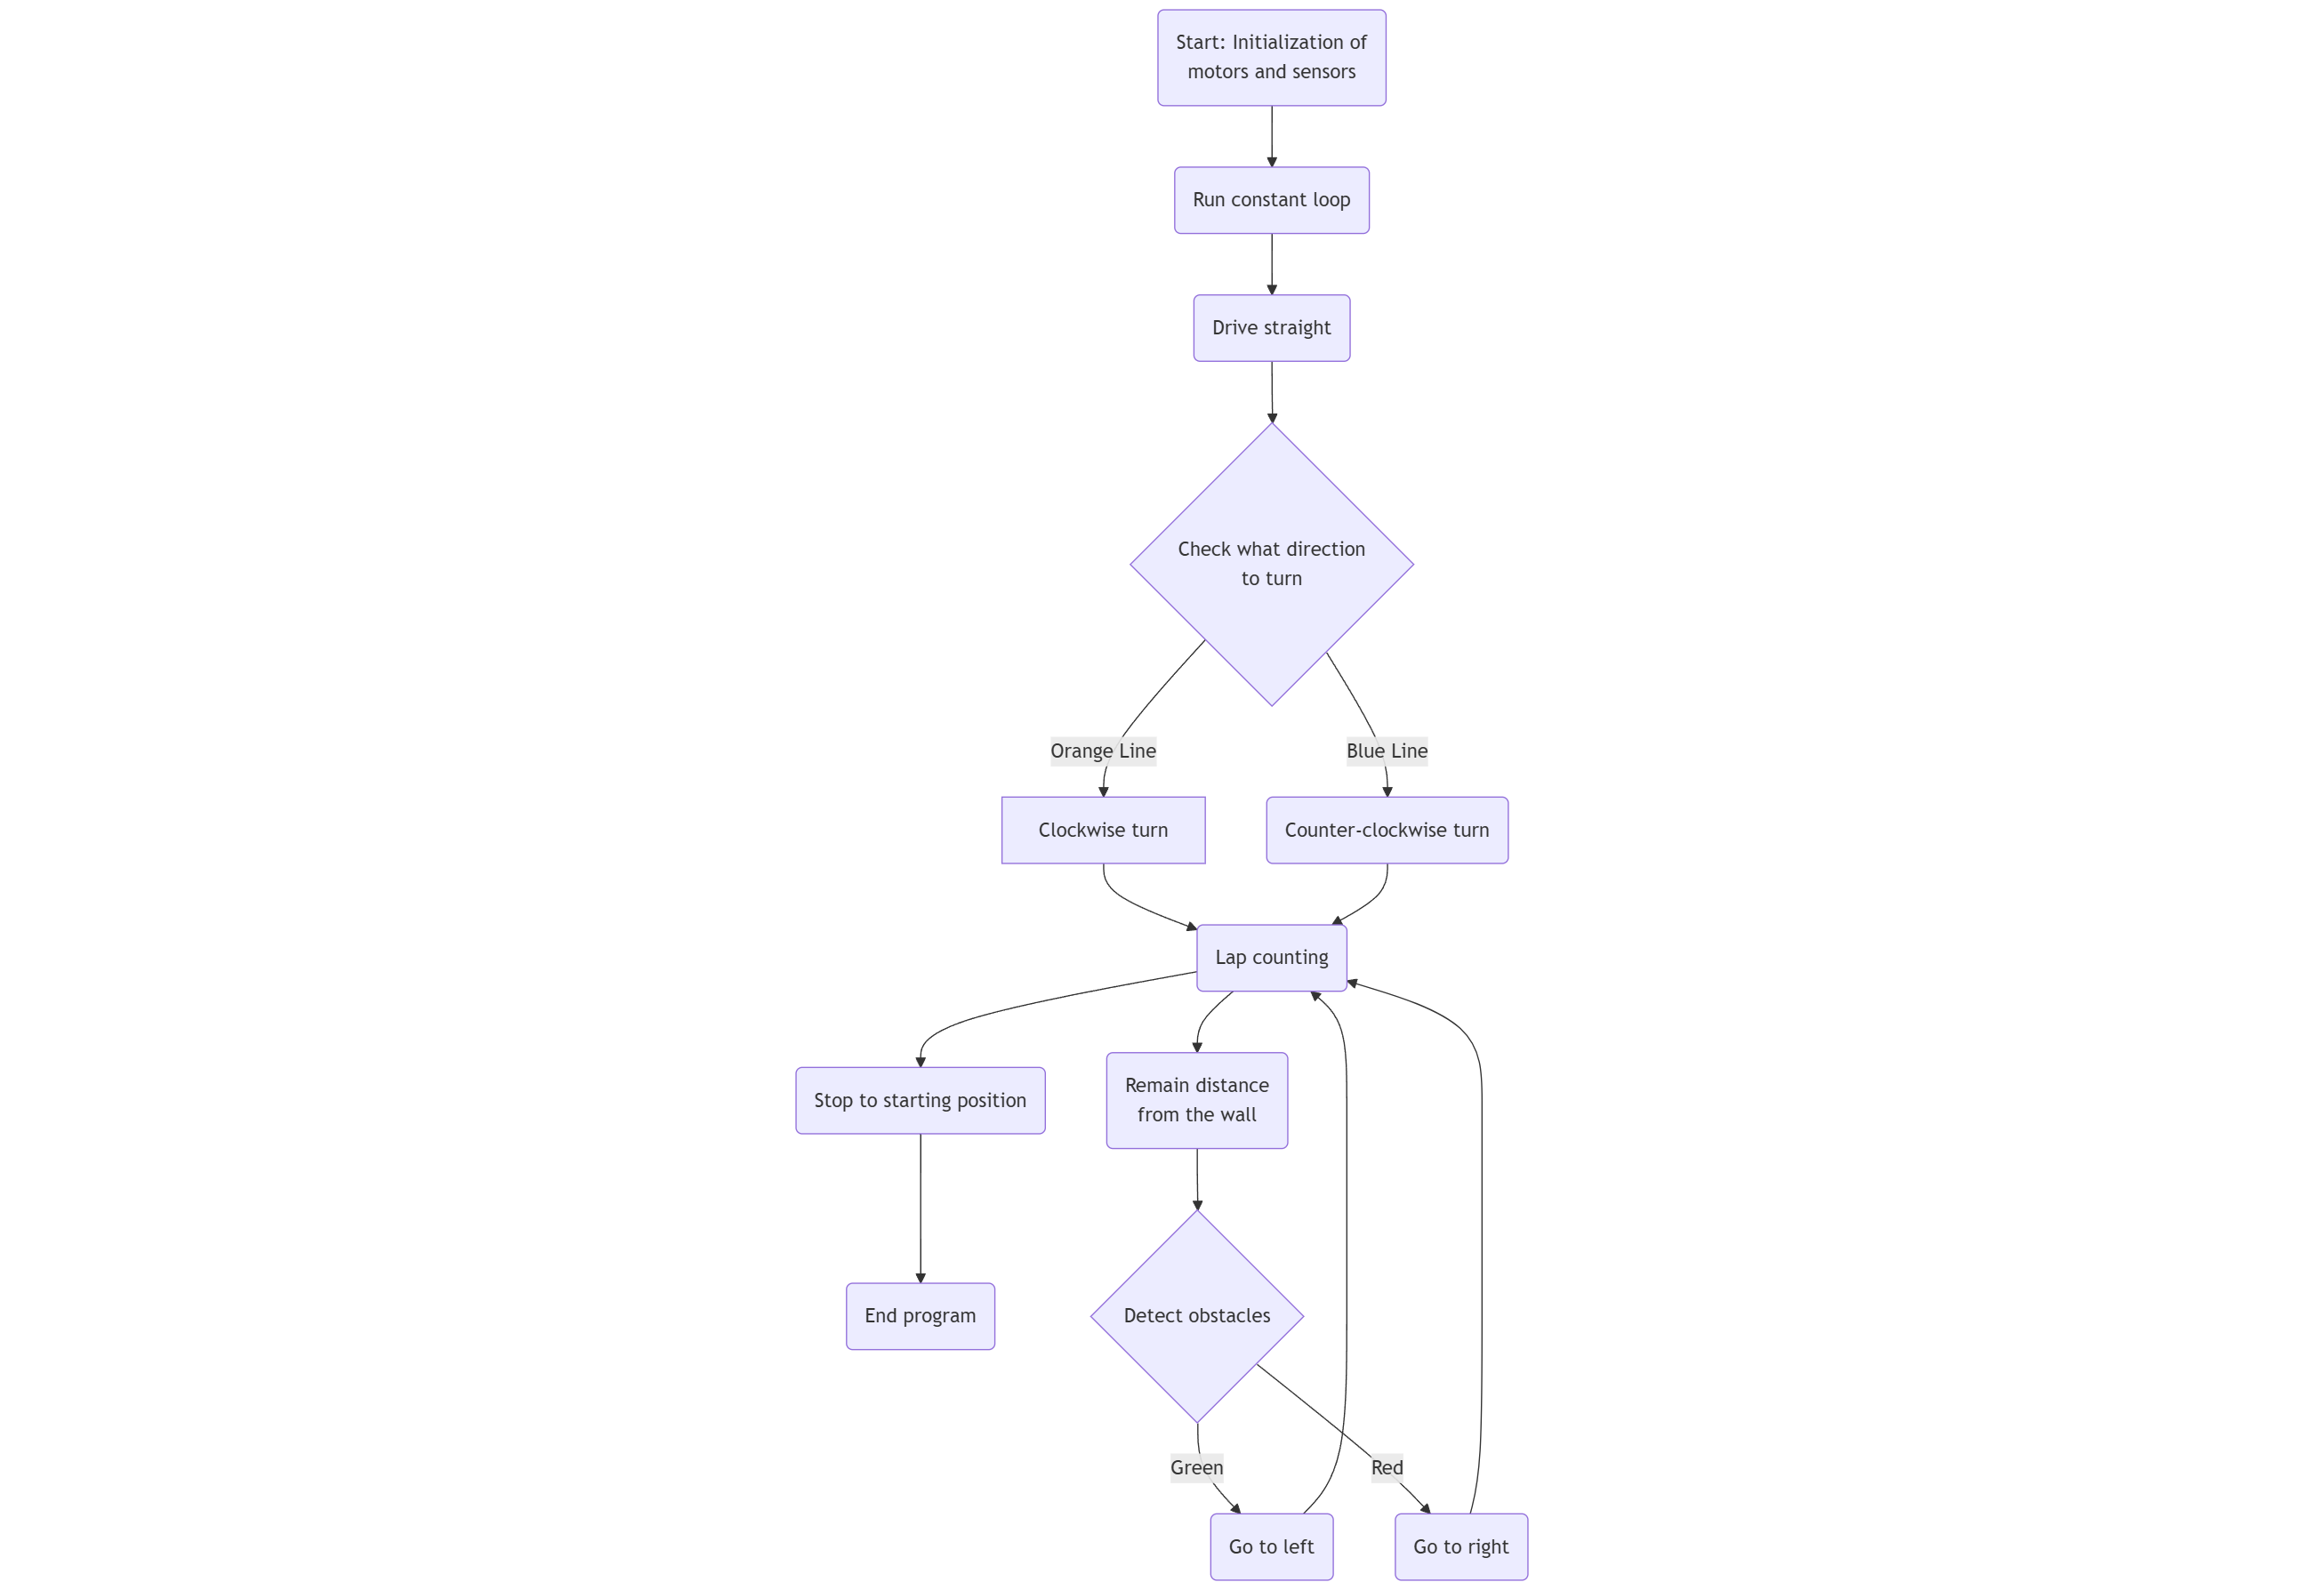 Start: Initialization of
motors and sensors
Run constant loop
Drive straight
Check what direction
to turn
Orange Line
Blue Line
Clockwise turn
Counter-clockwise turn
Lap counting
Stop to starting position
Remain distance
from the wall
End program
Detect obstacles
Green
Red
Go to left
Go to right